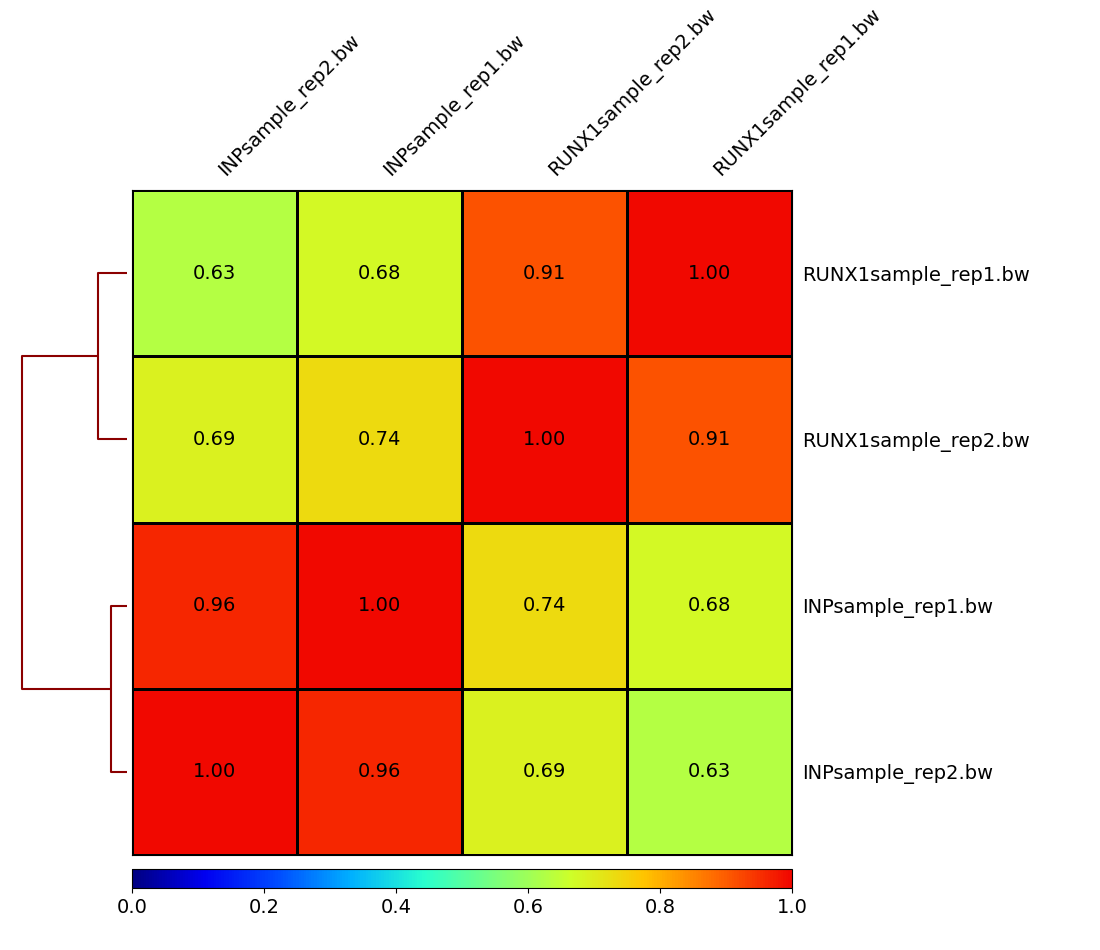 INPsample_rep2.bw
INPsample_rep1.bw
RUNX1sample_rep2.bw
RUNX1sample_rep1.bw
0.63 0.68 0.91 1.00 RUNX1sample_rep1.bw
0.69 0.74 1.00 0.91 RUNX1sample_rep2.bw
0.96 1.00 0.74 0.68 INPsample_rep1.bw
1.00 0.96 0.69 0.63 INPsample_rep2.bw
0.0 0.2 0.4 0.6 0.8 1.0